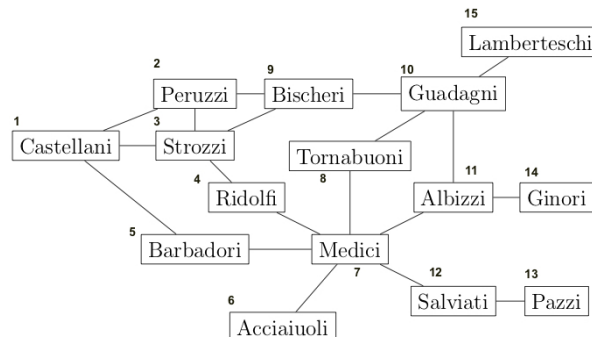 15
Lamberteschi
2
Peruzzi
9
Bischeri
10
Guadagni
1
Castellani
3
Strozzi
Tornabuoni
8
4
Ridolfi
11
Albizzi
14
Ginori
5
Barbadori
Medici
7
12
Salviati
13
Pazzi
6
Acciaiuoli